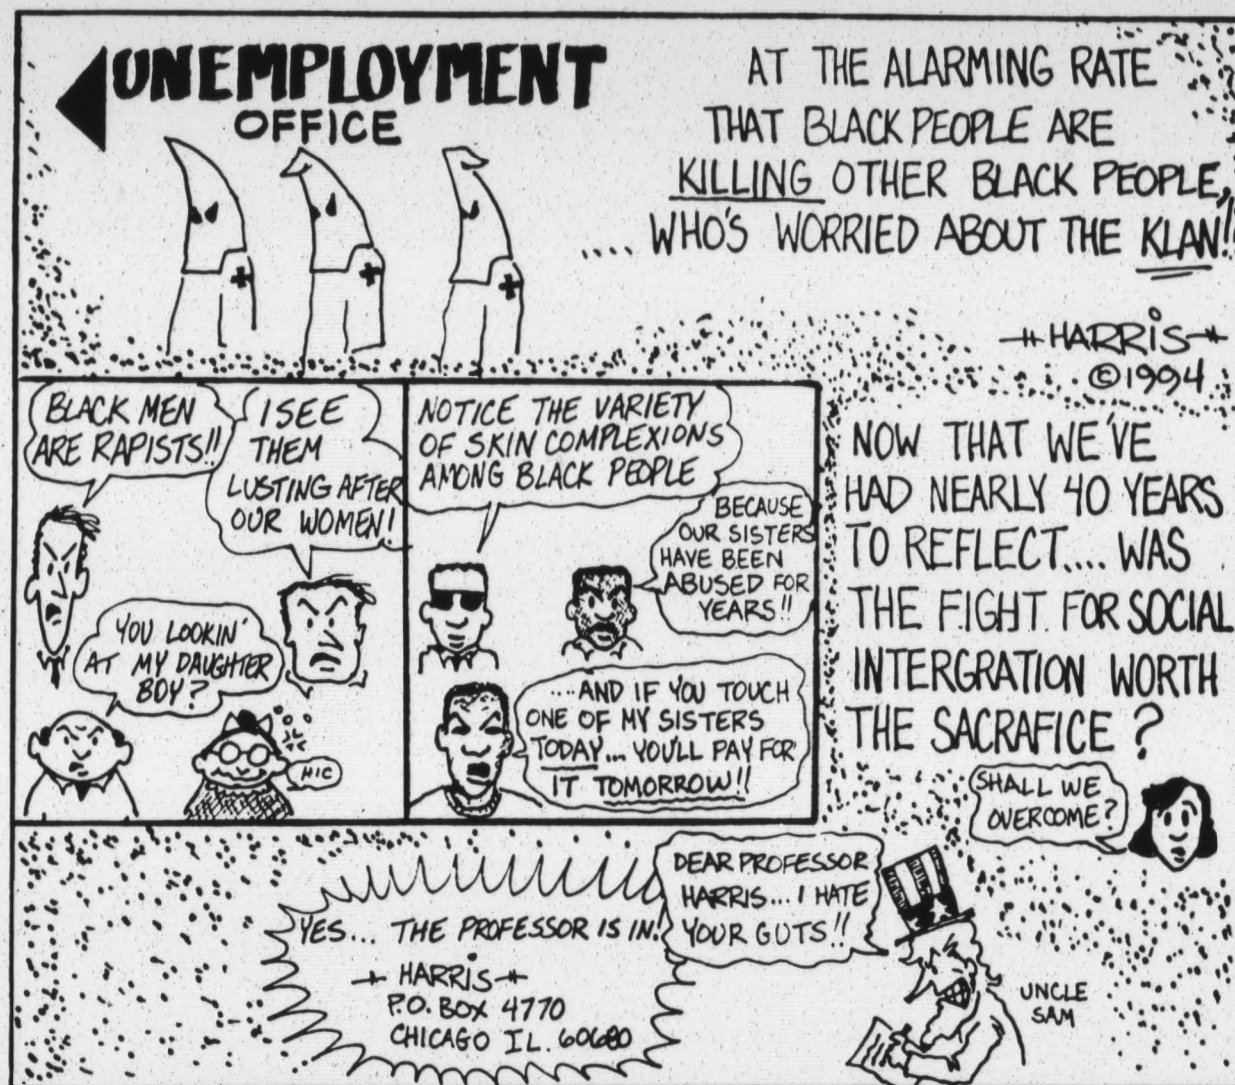 UNEMPLOYMENT
OFFICE
AT THE ALARMING RATE
THAT BLACK PEOPLE ARE
KILLING OTHER BLACK PEOPLE,
.... WHO'S WORRIED ABOUT THE KLAN!!
HARRIS
©1994
BLACK MEN
ARE RAPISTS!!
I SEE
THEM
LUSTING AFTER
OUR WOMEN!
YOU LOOKIN'
AT MY DAUGHTER
BOY?
HIC
NOTICE THE VARIETY
OF SKIN COMPLEXIONS
AMONG BLACK PEOPLE
BECAUSE
OUR SISTERS
HAVE BEEN
ABUSED FOR
YEARS!!
....AND IF YOU TOUCH
ONE OF MY SISTERS
TODAY... YOU'LL PAY FOR
IT TOMORROW!!
NOW THAT WE'VE
HAD NEARLY 40 YEARS
TO REFLECT.... WAS
THE FIGHT FOR SOCIAL
INTERGRATION WORTH
THE SACRAFICE?
SHALL WE
OVERCOME?
YES... THE PROFESSOR IS IN!
HARRIS
P.O. BOX 4770
CHICAGO IL. 60680
DEAR PROFESSOR
HARRIS... I HATE
YOUR GUTS!!
UNCLE
SAM